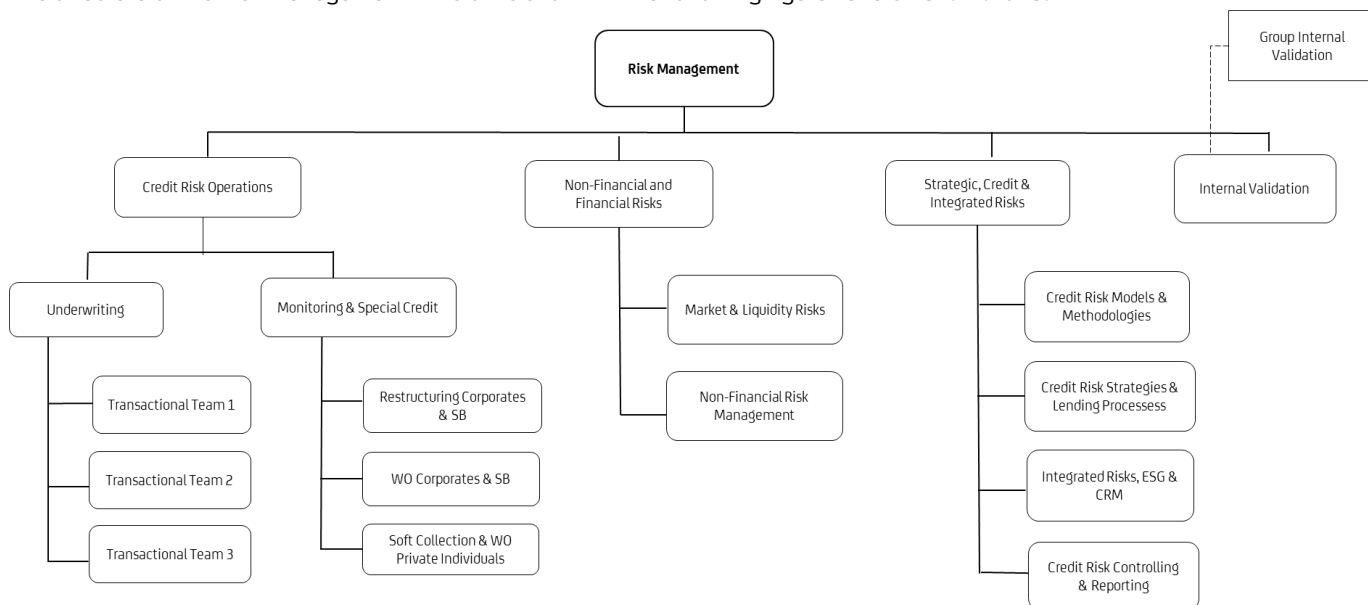 Group Internal
Validation
Risk Management
Credit Risk Operations
Non-Financial and
Financial Risks
Strategic, Credit &
Integrated Risks
Internal Validation
Underwriting
Monitoring & Special Credit
Market & Liquidity Risks
Credit Risk Models &
Methodologies
Transactional Team 1
Restructuring Corporates
& SB
Non-Financial Risk
Management
Credit Risk Strategies &
Lending Processess
Transactional Team 2
WO Corporates & SB
Integrated Risks, ESG &
CRM
Transactional Team 3
Soft Collection & WO
Private Individuals
Credit Risk Controlling
& Reporting